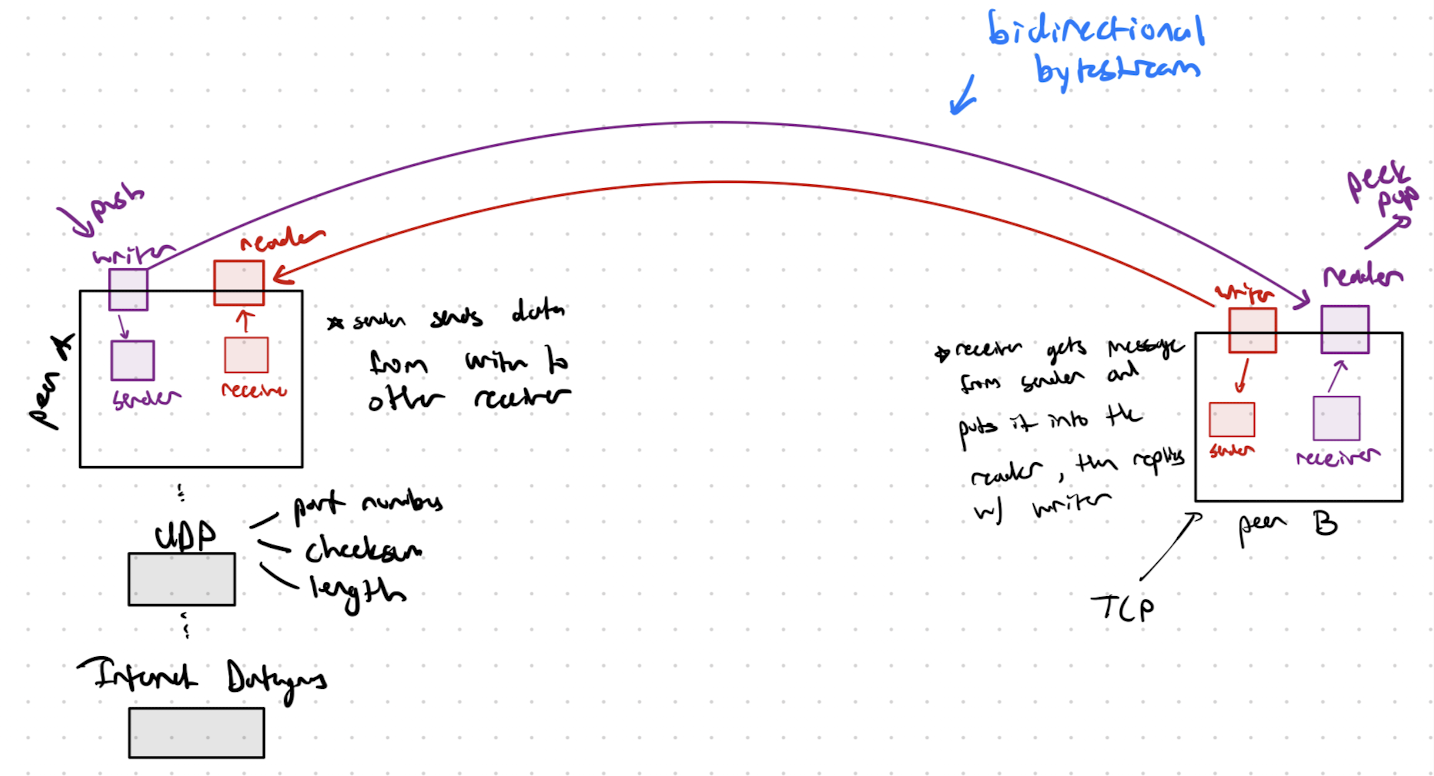 bidirectional
bytestream
push
writer
reader
peek
pop
reader
writer
peer A
sender
receive
* sender sends data
from writer to
other receiver
* receiver gets message
from sender and
puts it into the
reader, then replies
w/ writer
sender
receiver
peer B
TCP
UDP
port numbers
checksum
length
Internet Datagrams